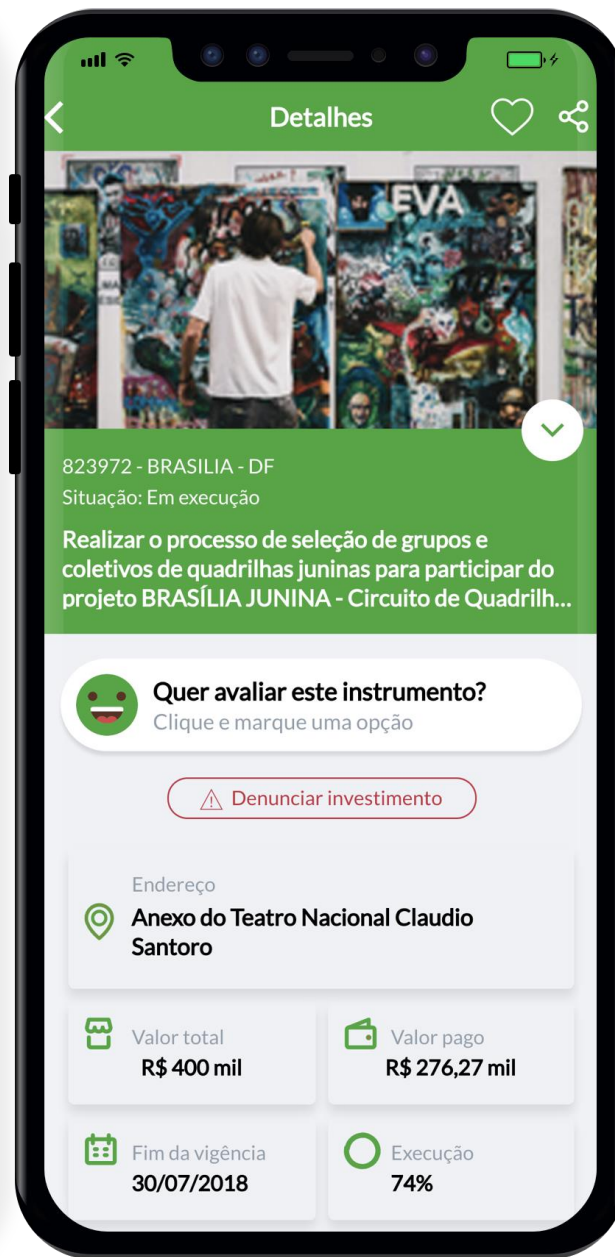 Detalhes
EVA
823972 - BRASILIA - DF
Situação: Em execução
Realizar o processo de seleção de grupos e
coletivos de quadrilhas juninas para participar do
projeto BRASÍLIA JUNINA - Circuito de Quadrilh...
Quer avaliar este instrumento?
Clique e marque uma opção
Denunciar investimento
Endereço
Anexo do Teatro Nacional Claudio
Santoro
Valor total
R$ 400 mil
Valor pago
R$ 276,27 mil
Fim da vigência
30/07/2018
Execução
74%